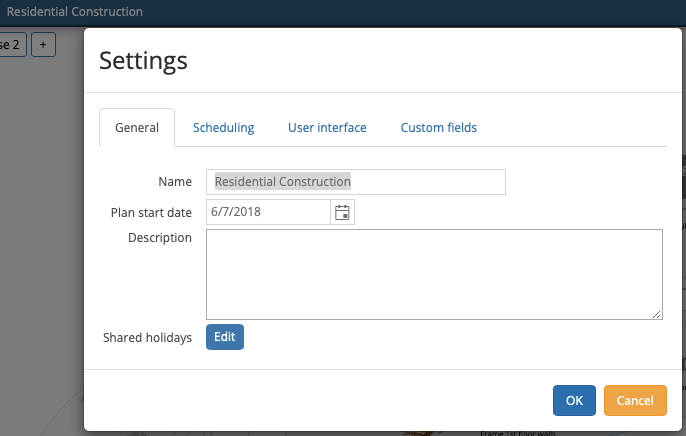 Residential Construction
se 2
+
Settings
General
Scheduling
User interface
Custom fields
Name
Residential Construction
Plan start date
6/7/2018
Description
Shared holidays
Edit
OK
Cancel
Frame 1st floor walls